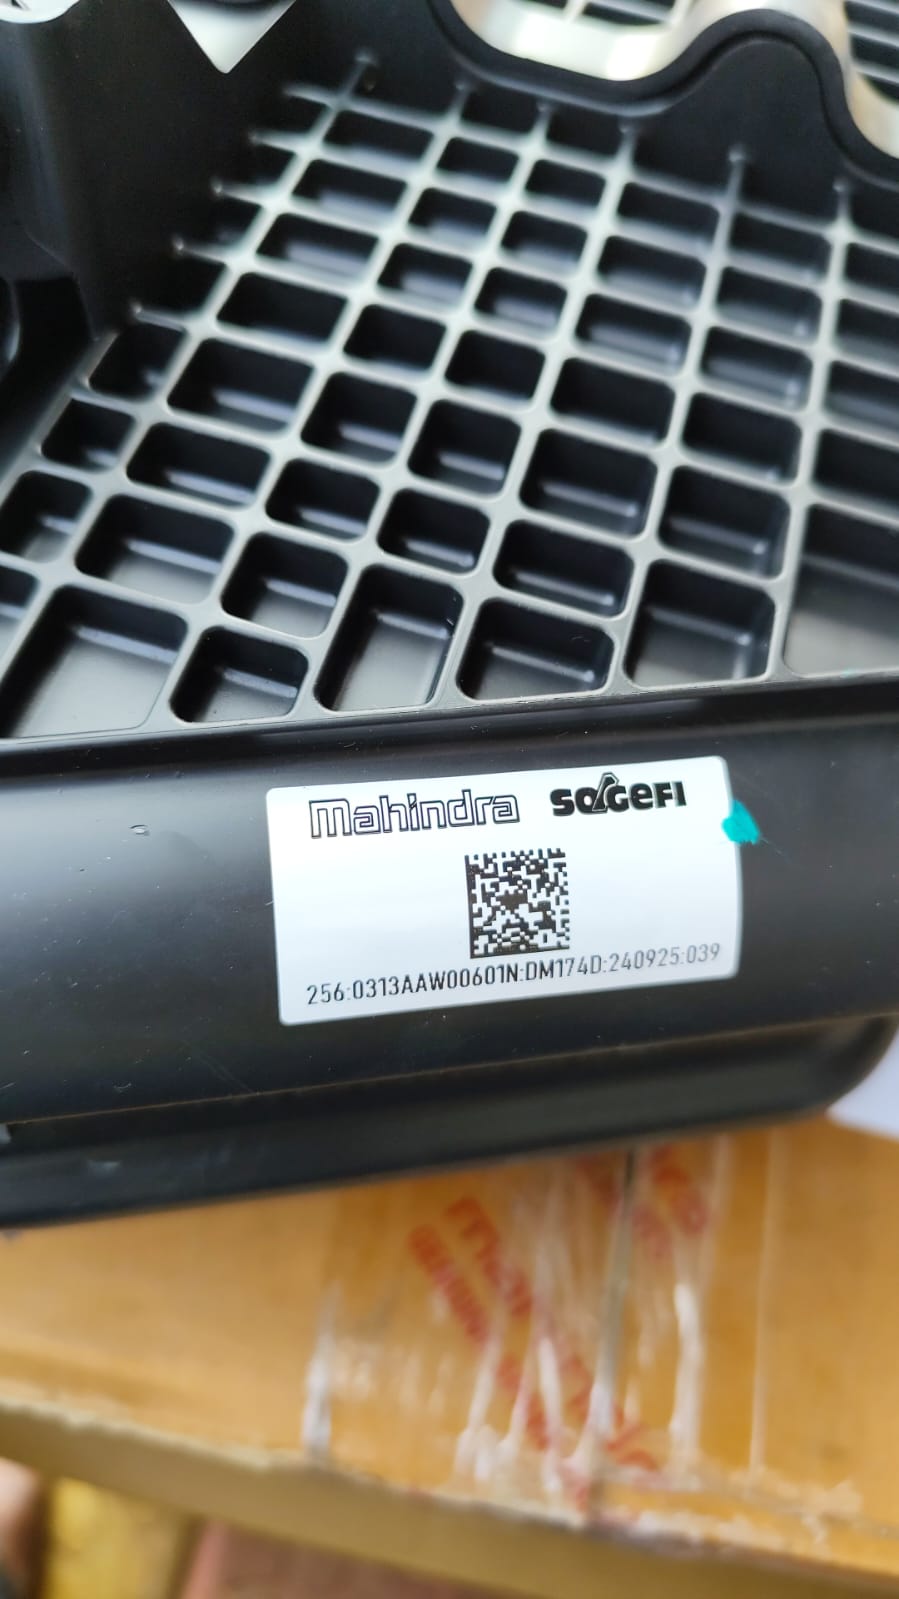 Mahindra SOGEFI
256:0313AAW00601N:DM174D:240925:039